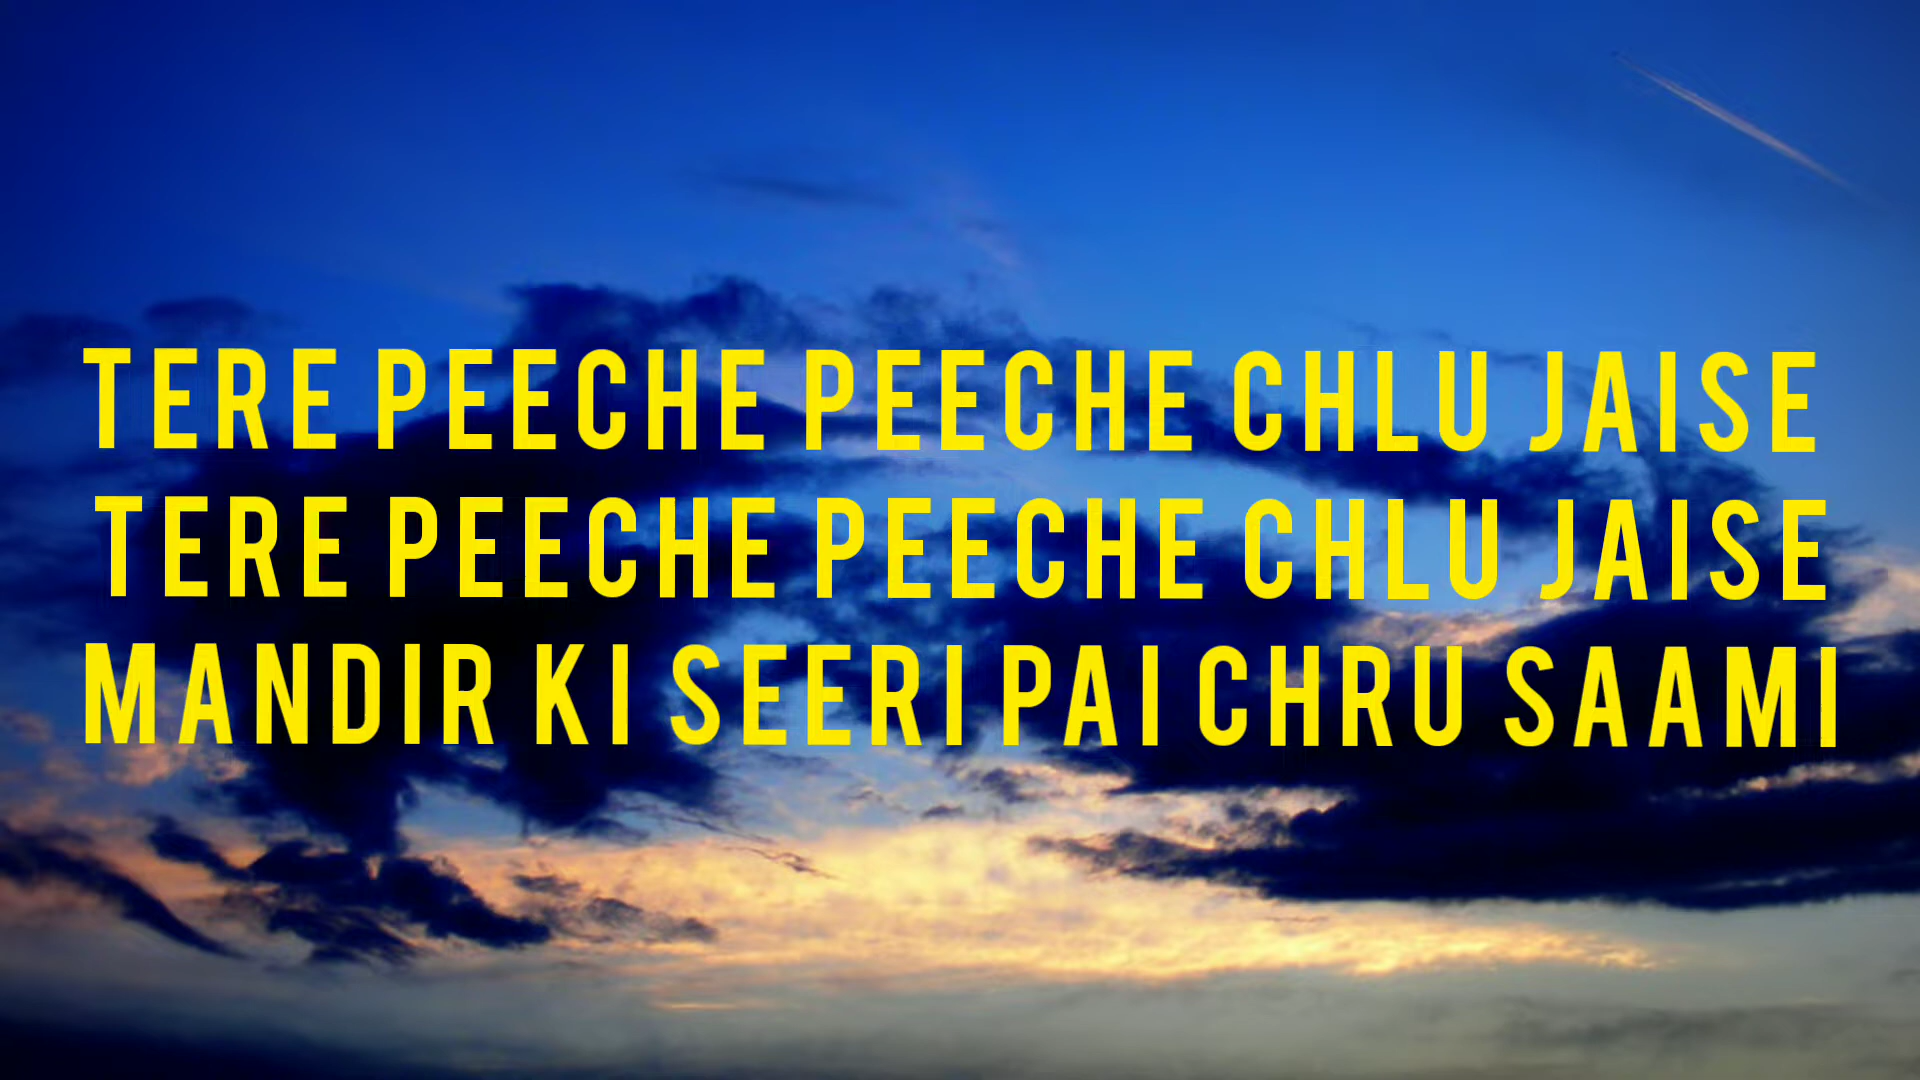 TERE PEECHE PEECHE CHLU JAISE
TERE PEECHE PEECHE CHLU JAISE
MANDIR KI SEERI PAI CHRU SAAMI